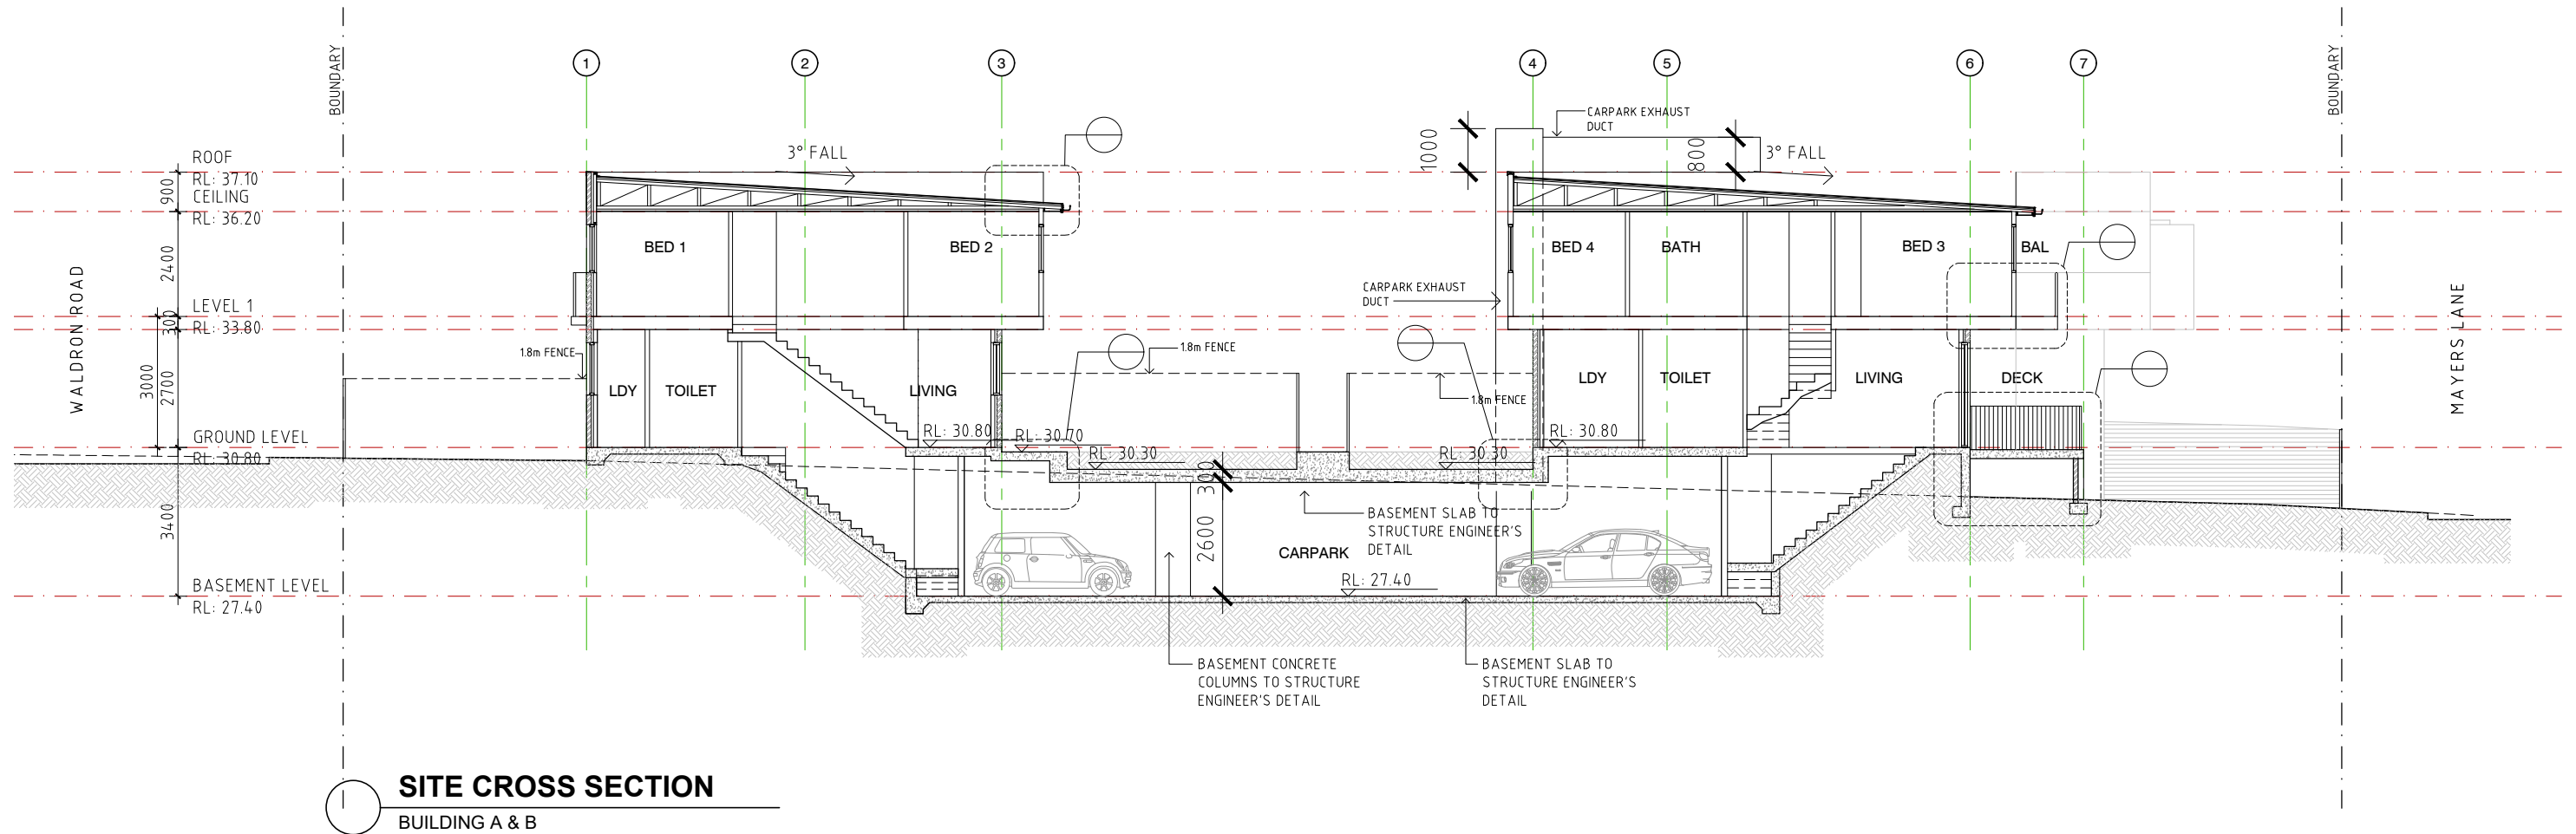 BOUNDARY
1
2
3
4
5
6
7
BOUNDARY
CARPARK EXHAUST
DUCT
1000
800
3° FALL
3° FALL
ROOF
RL: 37.10
900
CEILING
RL: 36.20
2400
BED 1
BED 2
BED 4
BATH
BED 3
BAL
CARPARK EXHAUST
DUCT
LEVEL 1
RL: 33.80
300
WALDRON ROAD
MAYERS LANE
1.8m FENCE
1.8m FENCE
1.8m FENCE
3000
2700
LDY
TOILET
LIVING
LDY
TOILET
LIVING
DECK
GROUND LEVEL
RL: 30.80
RL: 30.80
RL: 30.70
RL: 30.30
RL: 30.30
RL: 30.80
300
3400
2600
BASEMENT SLAB TO
STRUCTURE ENGINEER'S
DETAIL
CARPARK
RL: 27.40
BASEMENT LEVEL
RL: 27.40
BASEMENT CONCRETE
COLUMNS TO STRUCTURE
ENGINEER'S DETAIL
BASEMENT SLAB TO
STRUCTURE ENGINEER'S
DETAIL
SITE CROSS SECTION
BUILDING A & B